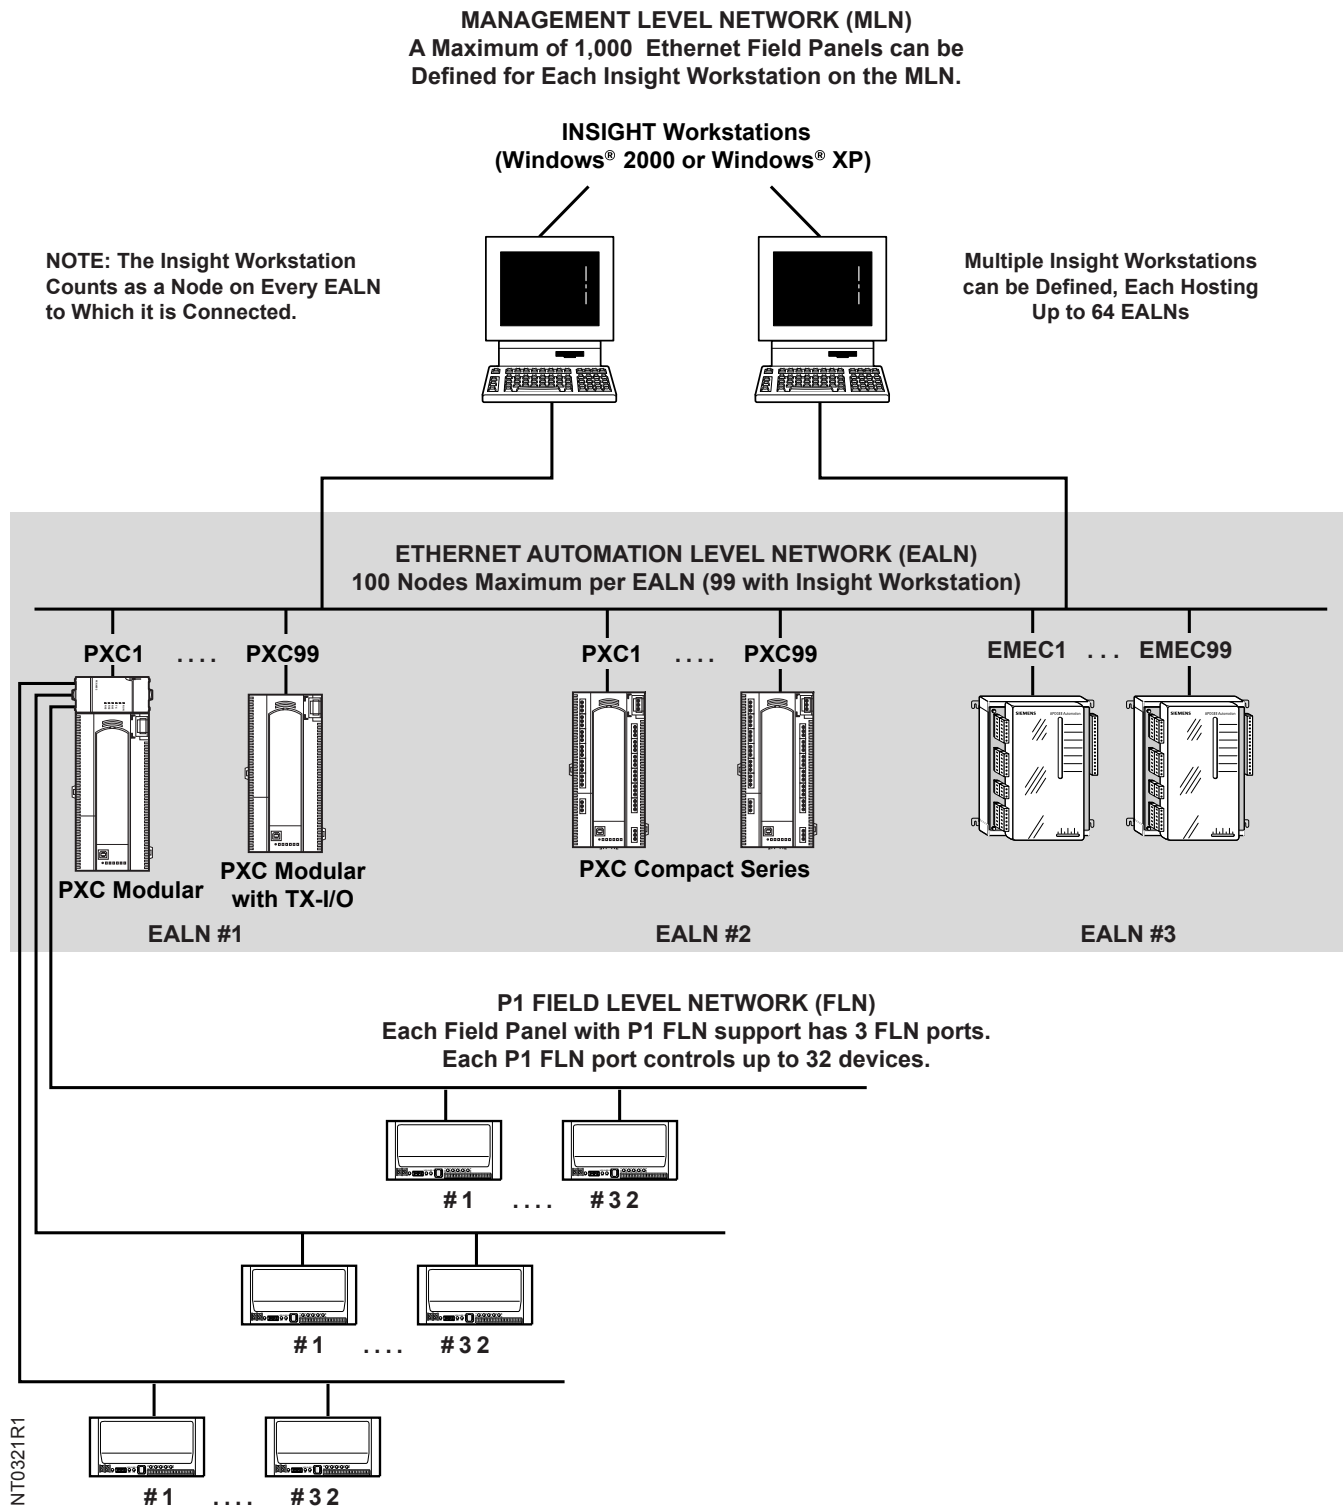 MANAGEMENT LEVEL NETWORK (MLN)
A Maximum of 1,000 Ethernet Field Panels can be
Defined for Each Insight Workstation on the MLN.
INSIGHT Workstations
(Windows® 2000 or Windows® XP)
NOTE: The Insight Workstation
Counts as a Node on Every EALN
to Which it is Connected.
Multiple Insight Workstations
can be Defined, Each Hosting
Up to 64 EALNs
ETHERNET AUTOMATION LEVEL NETWORK (EALN)
100 Nodes Maximum per EALN (99 with Insight Workstation)
PXC1 .... PXC99
PXC1 .... PXC99
EMEC1 ... EMEC99
SIEMENS
SIEMENS
PXC Modular
PXC Modular
with TX-I/O
PXC Compact Series
EALN #1
EALN #2
EALN #3
P1 FIELD LEVEL NETWORK (FLN)
Each Field Panel with P1 FLN support has 3 FLN ports.
Each P1 FLN port controls up to 32 devices.
#1 .... #32
#1 .... #32
#1 .... #32
NT0321R1